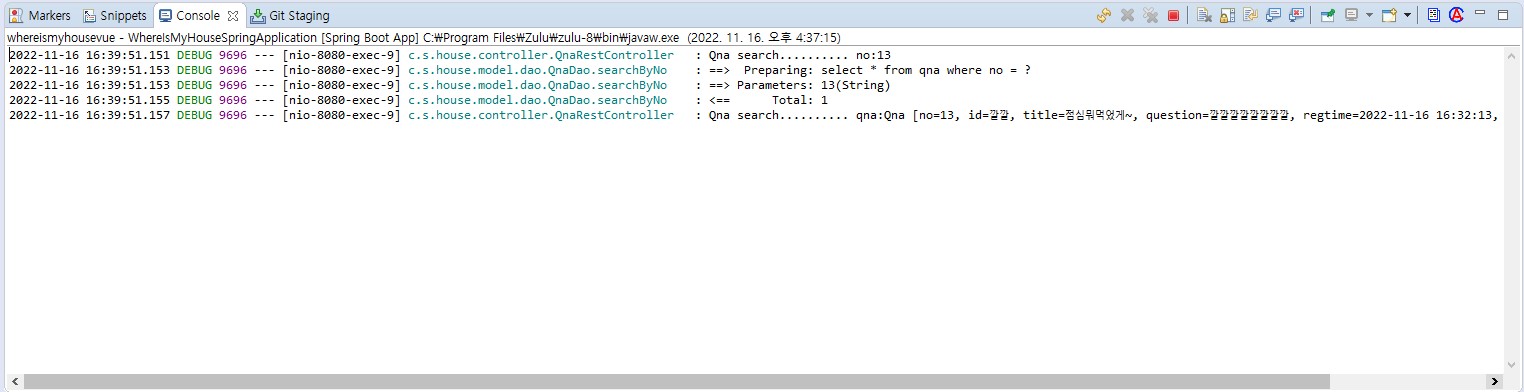 Markers Snippets Console Git Staging
whereismyhousevue - WhereIsMyHouseSpringApplication [Spring Boot App] C:₩Program Files₩Zulu₩zulu-8₩bin₩javaw.exe (2022. 11. 16. 오후 4:37:15)
2022-11-16 16:39:51.151 DEBUG 9696 --- [nio-8080-exec-9] c.s.house.controller.QnaRestController : Qna search.......... no:13
2022-11-16 16:39:51.153 DEBUG 9696 --- [nio-8080-exec-9] c.s.house.model.dao.QnaDao.searchByNo : ==> Preparing: select * from qna where no = ?
2022-11-16 16:39:51.153 DEBUG 9696 --- [nio-8080-exec-9] c.s.house.model.dao.QnaDao.searchByNo : ==> Parameters: 13(String)
2022-11-16 16:39:51.155 DEBUG 9696 --- [nio-8080-exec-9] c.s.house.model.dao.QnaDao.searchByNo : <== Total: 1
2022-11-16 16:39:51.157 DEBUG 9696 --- [nio-8080-exec-9] c.s.house.controller.QnaRestController : Qna search.......... qna:Qna [no=13, id=깔깔, title=점심뭐먹었게~, question=깔깔깔깔깔깔깔깔, regtime=2022-11-16 16:32:13,